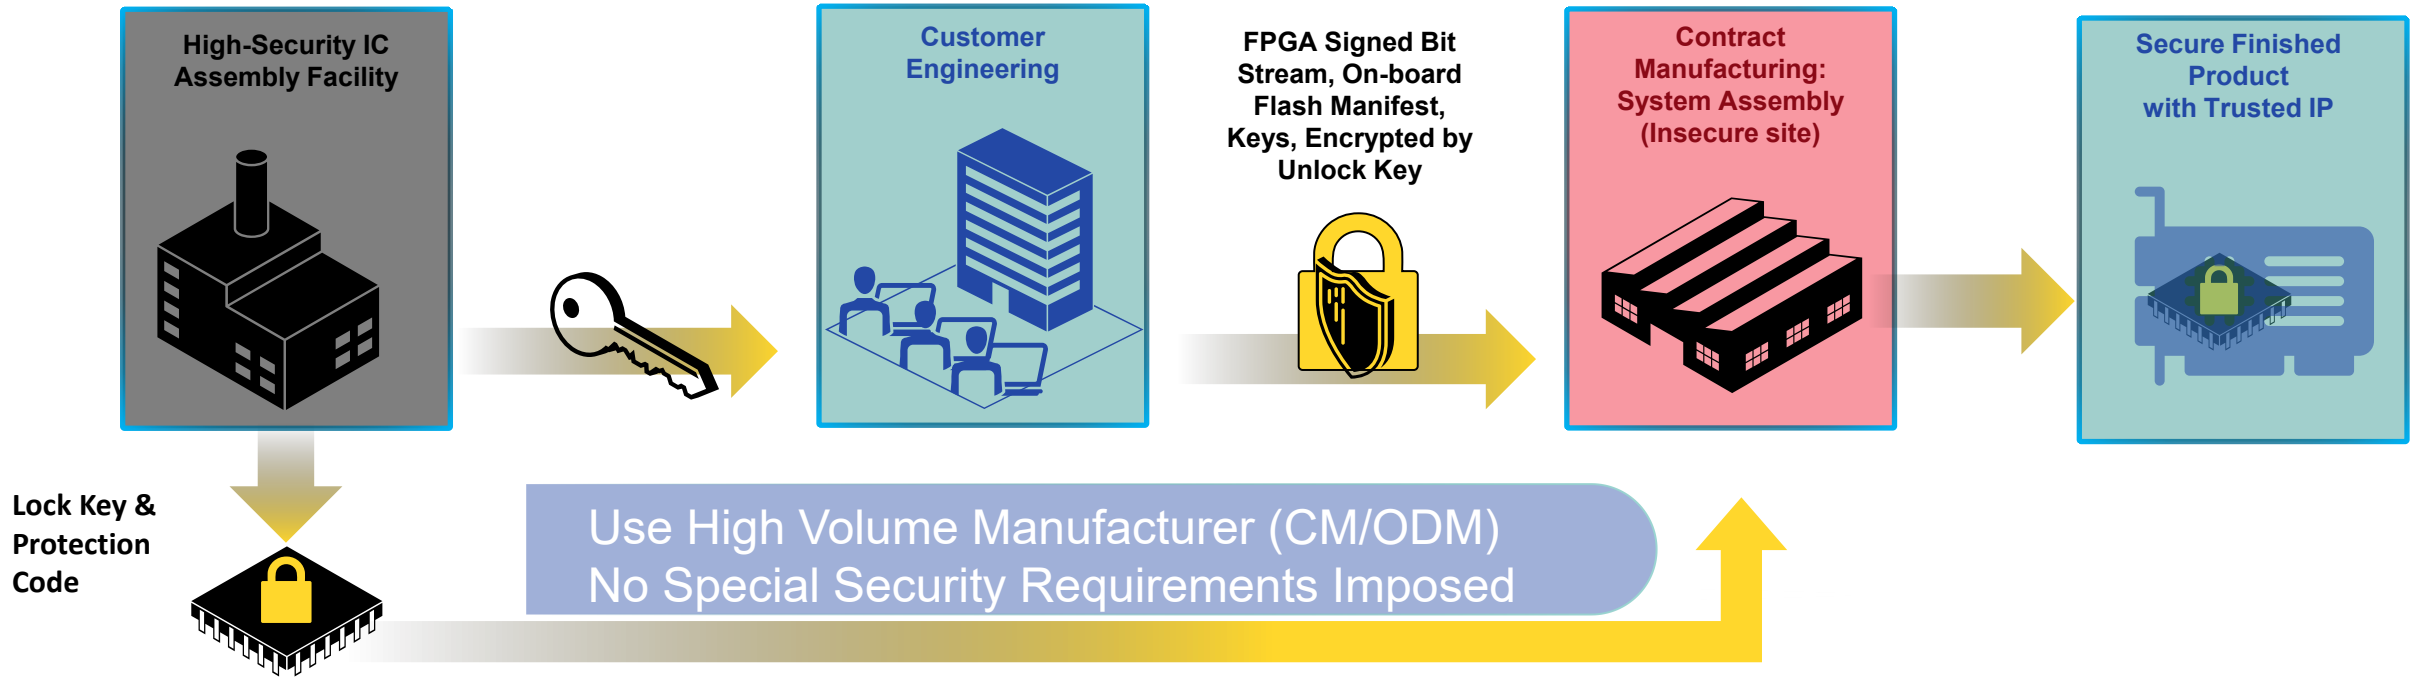 High-Security IC
Assembly Facility
Customer
Engineering
FPGA Signed Bit
Stream, On-board
Flash Manifest,
Keys, Encrypted by
Unlock Key
Contract
Manufacturing:
System Assembly
(Insecure site)
Secure Finished
Product
with Trusted IP
Lock Key &
Protection
Code
Use High Volume Manufacturer (CM/ODM)
No Special Security Requirements Imposed